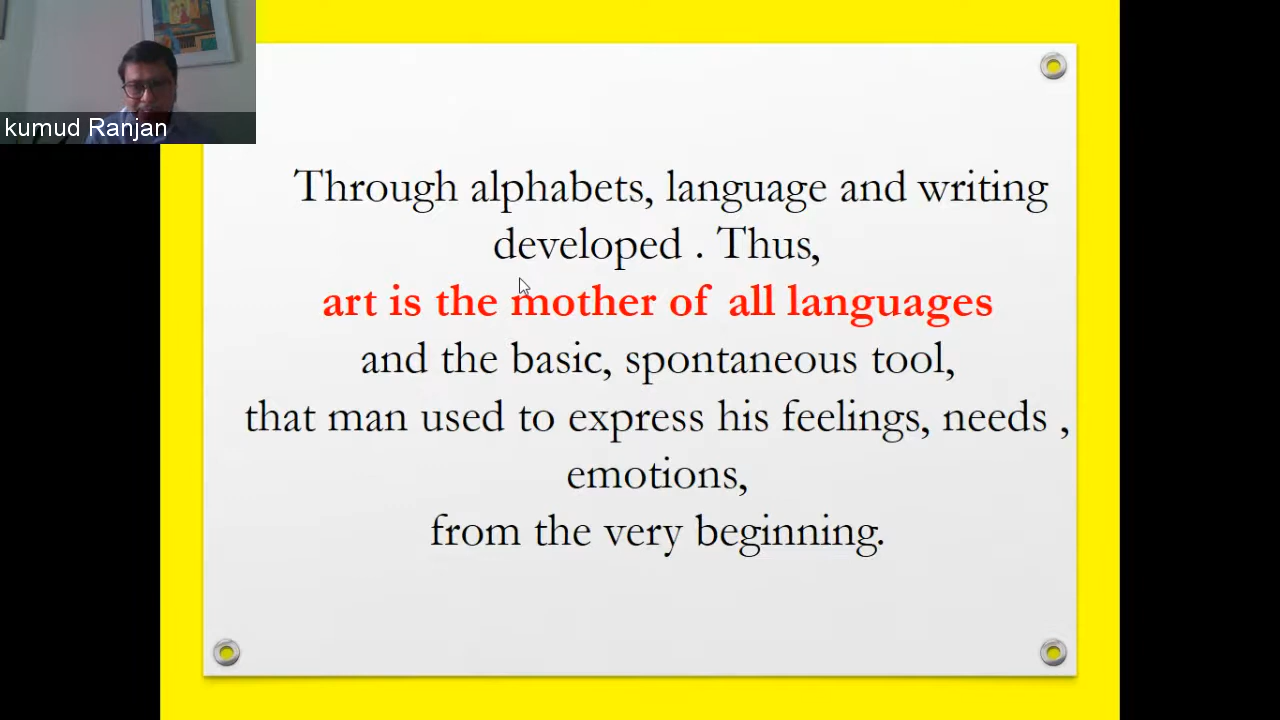 kumud Ranjan
Through alphabets, language and writing
developed . Thus,
art is the mother of all languages
and the basic, spontaneous tool,
that man used to express his feelings, needs ,
emotions,
from the very beginning.